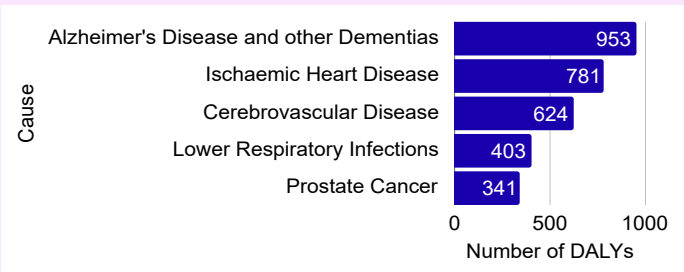 Cause
Alzheimer's Disease and other Dementias 953
Ischaemic Heart Disease 781
Cerebrovascular Disease 624
Lower Respiratory Infections 403
Prostate Cancer 341
0 500 1000
Number of DALYs